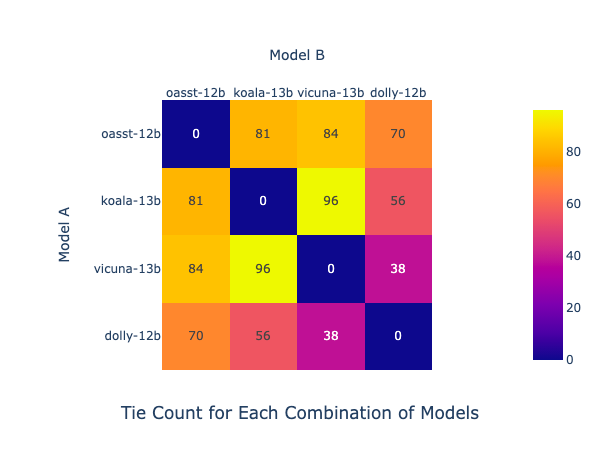 Model B
oasst-12b koala-13b vicuna-13b dolly-12b
oasst-12b 0 81 84 70
koala-13b 81 0 96 56
vicuna-13b 84 96 0 38
dolly-12b 70 56 38 0
Model A
80
60
40
20
0
Tie Count for Each Combination of Models